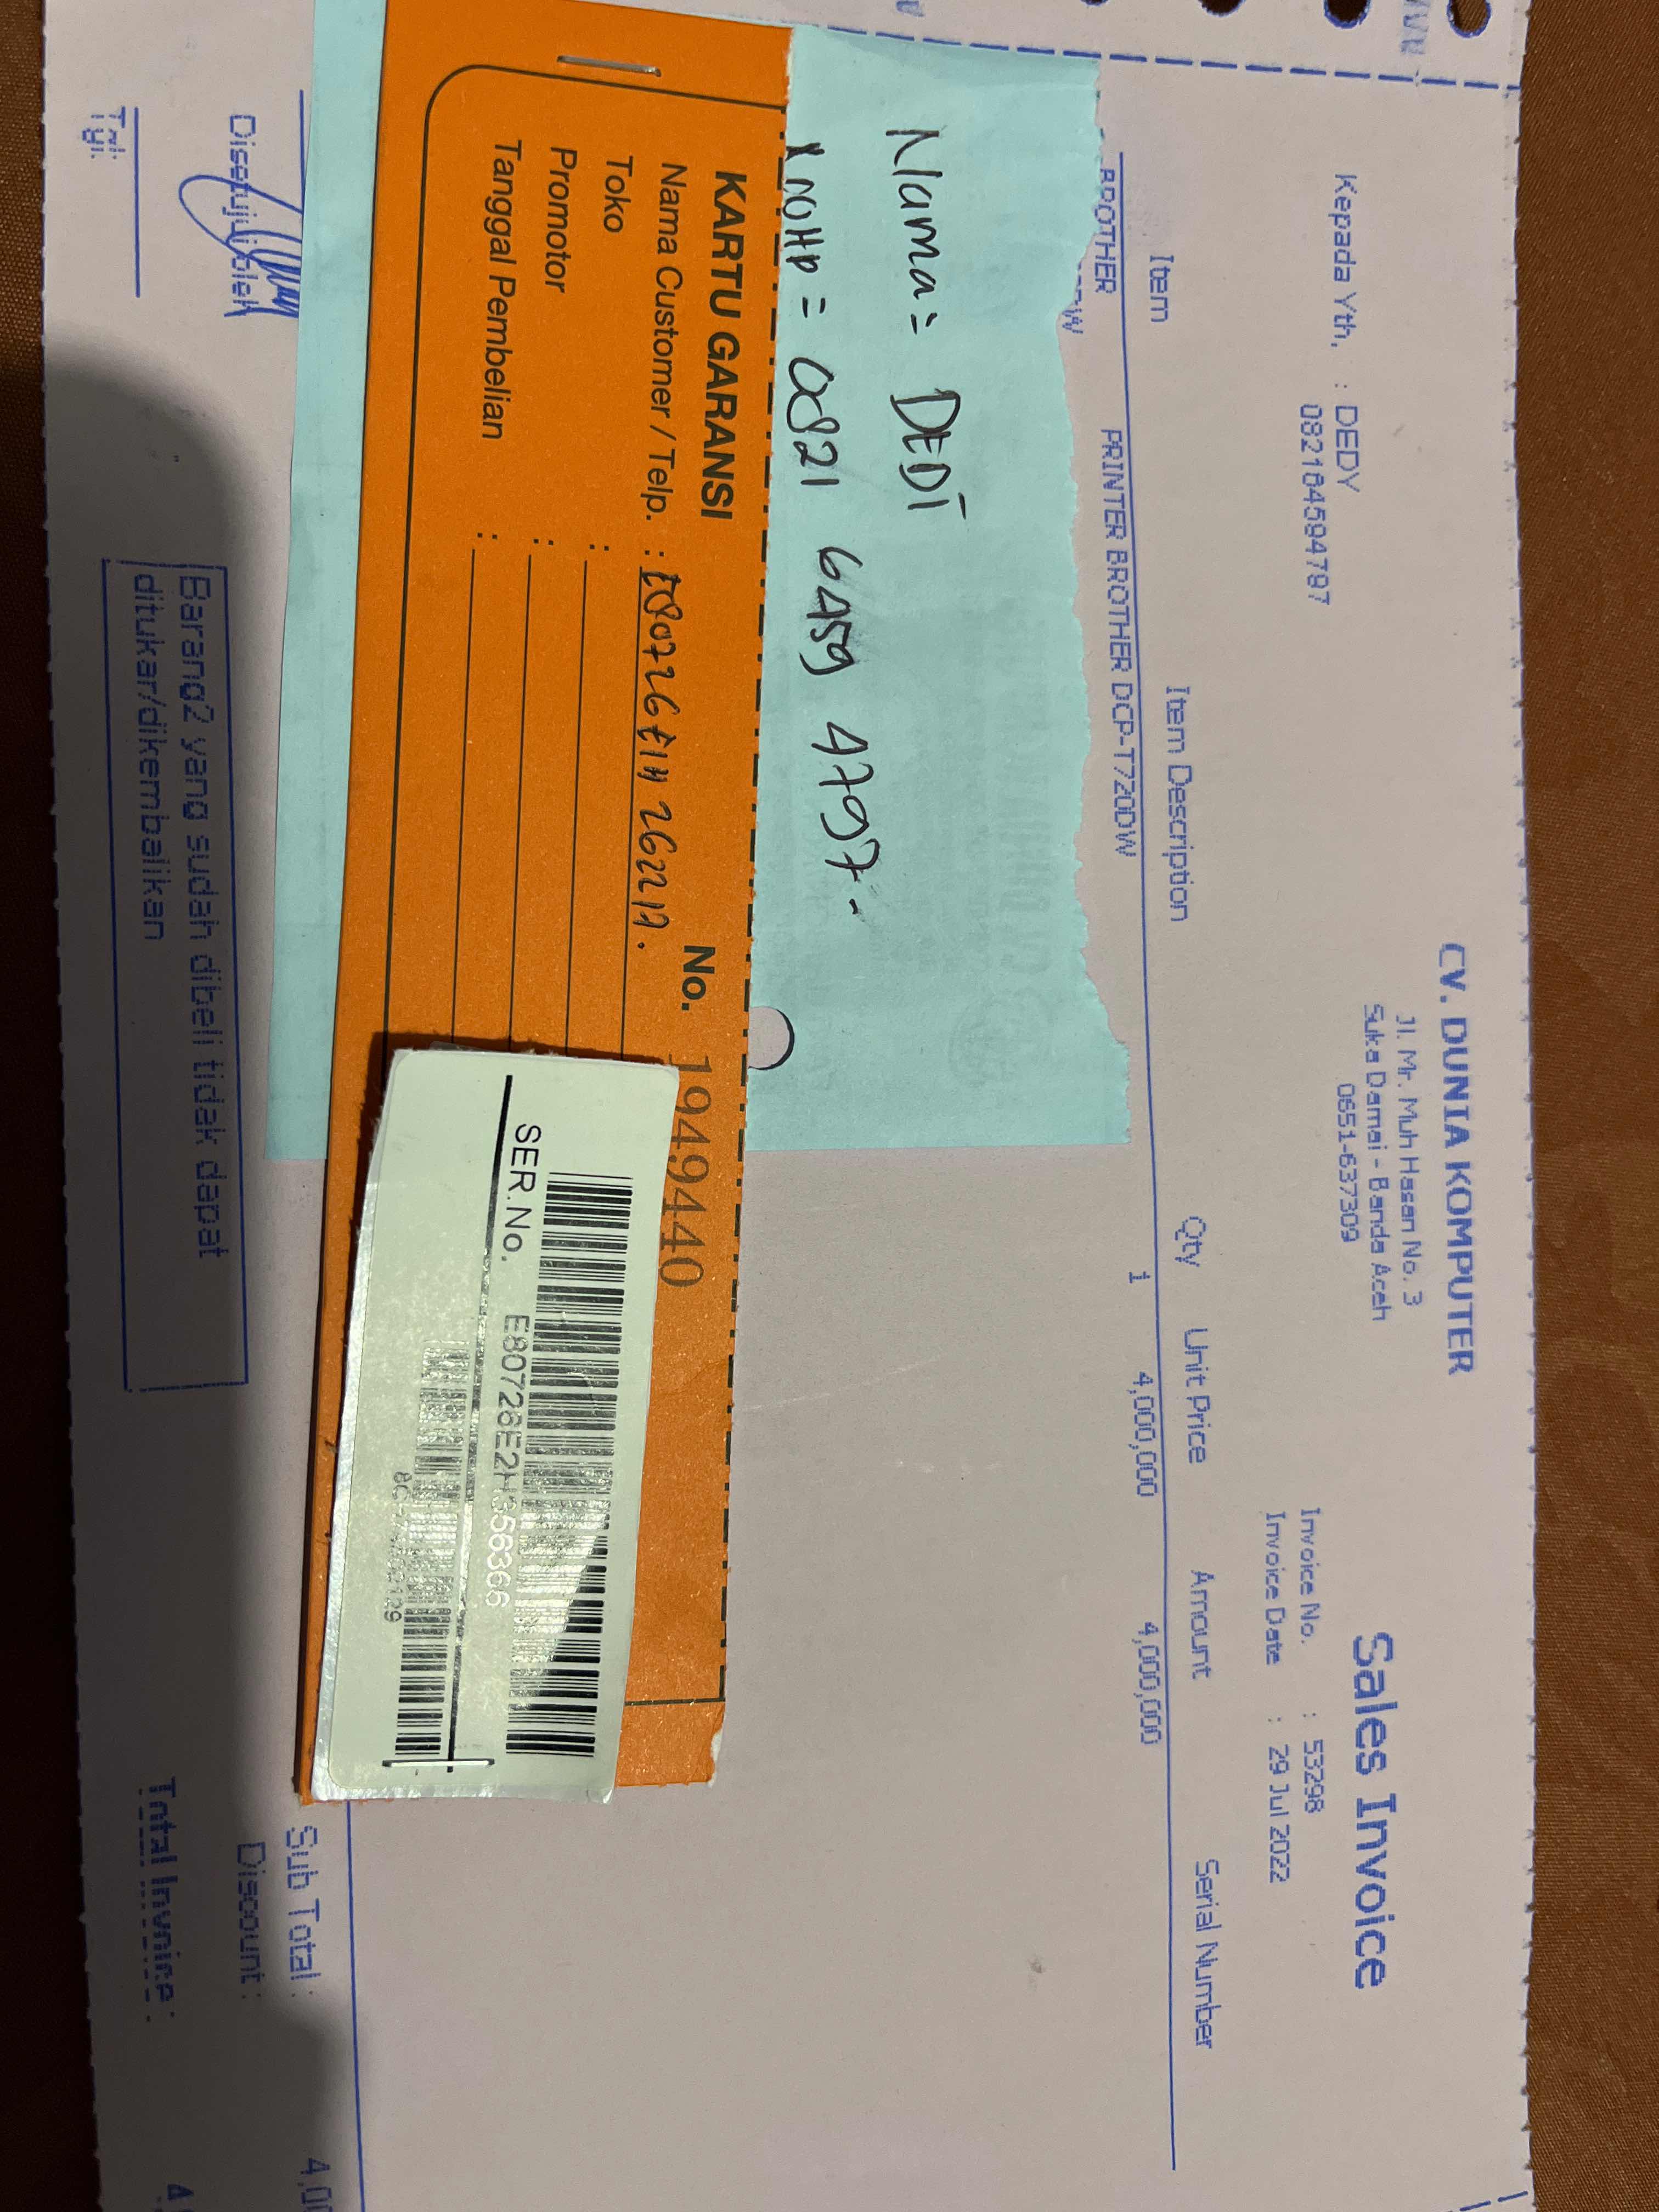 CV. DUNIA KOMPUTER
Jl. Mr. Muh Hasan No. 3
Suka Damai - Banda Aceh
0651-637309
Sales Invoice
Kepada Yth. : DEDY
082164594797
Invoice No. : 53298
Invoice Date : 29 Jul 2022
Item Item Description Qty Unit Price Amount Serial Number
BROTHER PRINTER BROTHER DCP-T720DW 1 4,000,000 4,000,000
Nama = DEDI
NOHP = 0821 6459 4797-
KARTU GARANSI No. 1949440
Nama Customer / Telp. :
Toko :
Promotor :
Tanggal Pembelian :
SER.No. E80726E2H356366
Disetujui oleh
Tgl.
Barang2 yang sudah dibeli tidak dapat
ditukar/dikembalikan
Sub Total :
Discount :
Total Invoice :